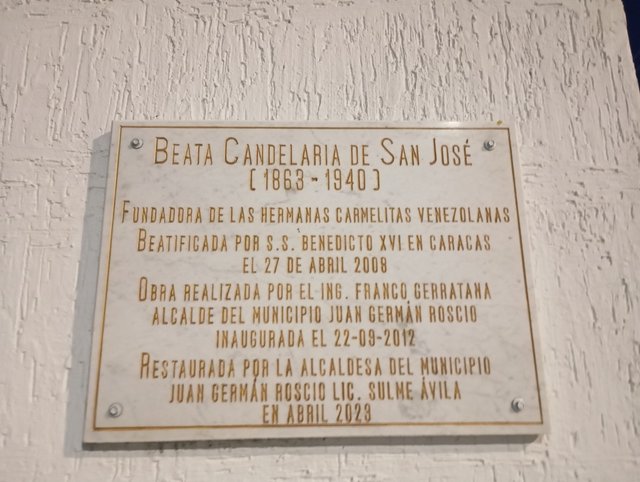 BEATA CANDELARIA DE SAN JOSÉ
(1863-1940)
FUNDADORA DE LAS HERMANAS CARMELITAS VENEZOLANAS
BEATIFICADA POR S.S. BENEDICTO XVI EN CARACAS
EL 27 DE ABRIL 2008
OBRA REALIZADA POR EL ING. FRANCO GERRATANA
ALCALDE DEL MUNICIPIO JUAN GERMÁN ROSCIO
INAUGURADA EL 22-09-2012
RESTAURADA POR LA ALCALDESA DEL MUNICIPIO
JUAN GERMÁN ROSCIO LIC. SULME ÁVILA
EN ABRIL 2023